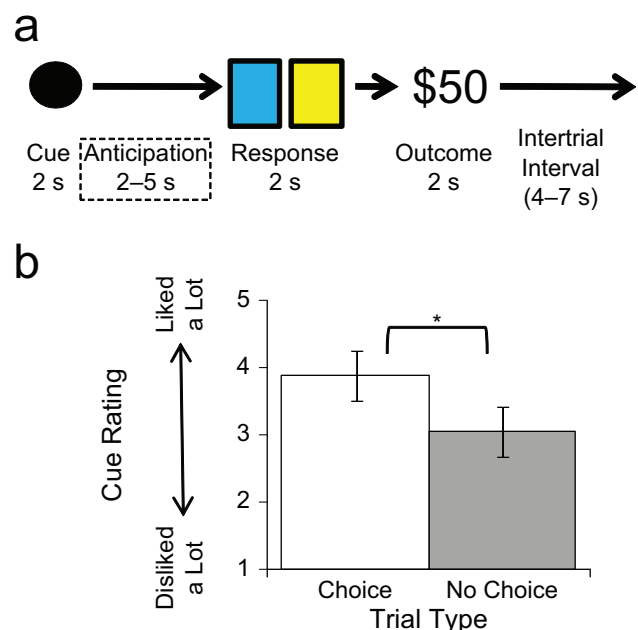 a
$50
Cue
2 s
Anticipation
2–5 s
Response
2 s
Outcome
2 s
Intertrial
Interval
(4–7 s)
b
Liked
a Lot
Cue Rating
Disliked
a Lot
5
4
3
2
1
*
Choice
No Choice
Trial Type